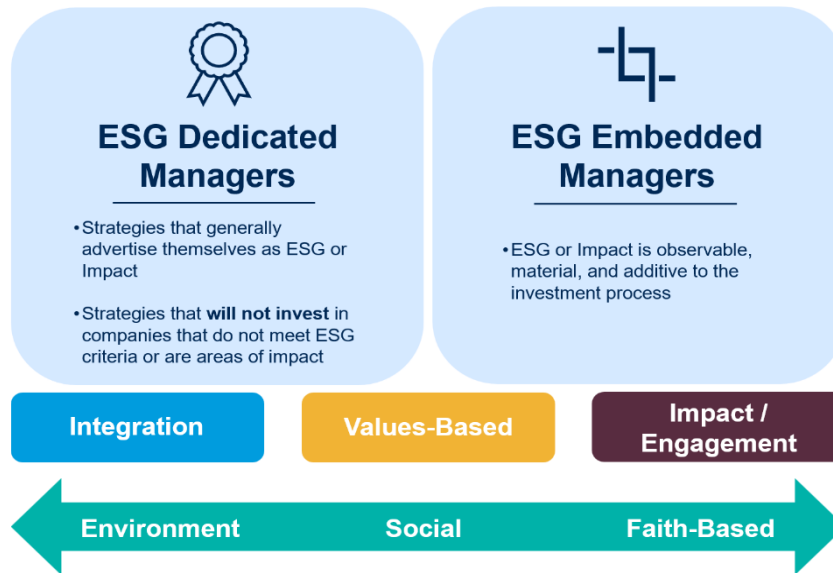 ESG Dedicated
Managers
•Strategies that generally
advertise themselves as ESG or
Impact
•Strategies that will not invest in
companies that do not meet ESG
criteria or are areas of impact
ESG Embedded
Managers
•ESG or Impact is observable,
material, and additive to the
investment process
Integration
Values-Based
Impact /
Engagement
Environment
Social
Faith-Based